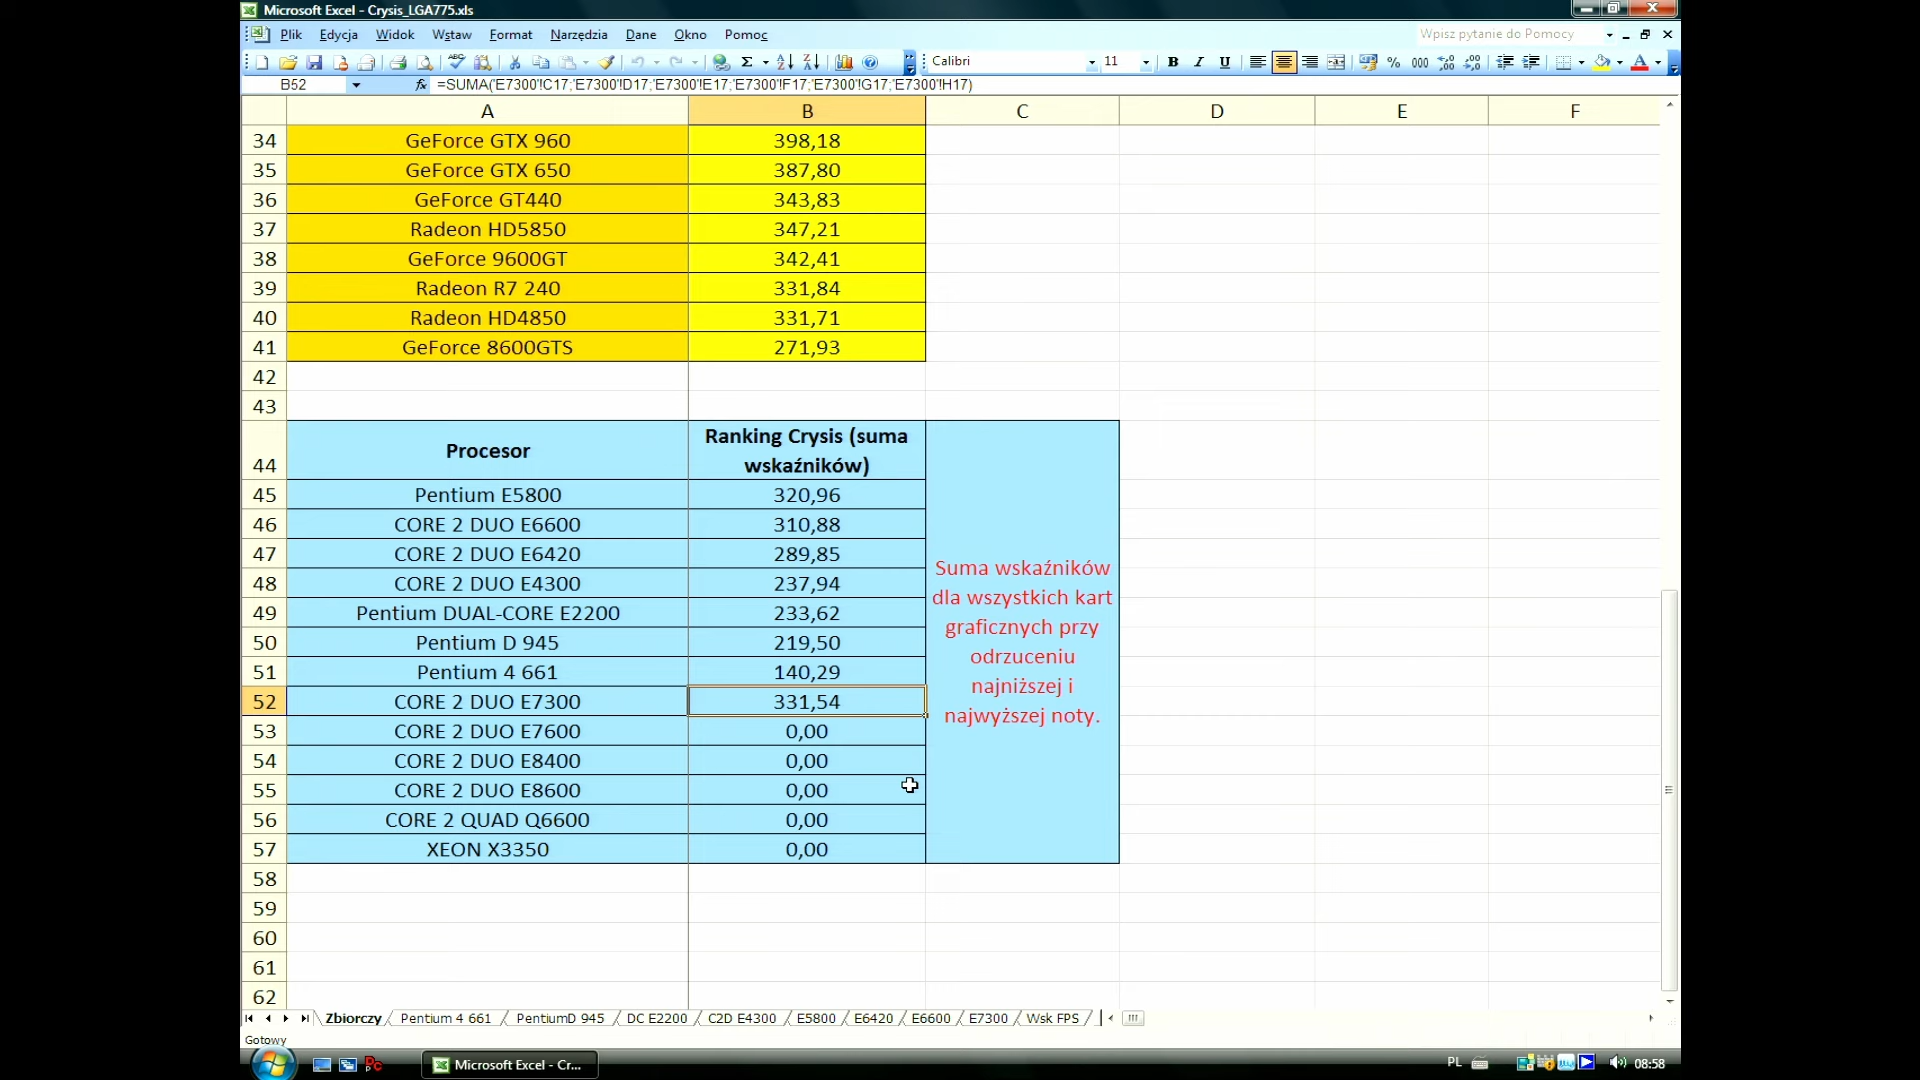 Microsoft Excel - Crysis_LGA775.xls
Plik Edycja Widok Wstaw Format Narzędzia Dane Okno Pomoc
Wpisz pytanie do Pomocy
Calibri 11 B I U
B52 fx =SUMA('E7300'!C17;'E7300'!D17;'E7300'!E17;'E7300'!F17;'E7300'!G17;'E7300'!H17)
A B C D E F
34 GeForce GTX 960 398,18
35 GeForce GTX 650 387,80
36 GeForce GT440 343,83
37 Radeon HD5850 347,21
38 GeForce 9600GT 342,41
39 Radeon R7 240 331,84
40 Radeon HD4850 331,71
41 GeForce 8600GTS 271,93
42
43
44 Procesor Ranking Crysis (suma
wskaźników)
45 Pentium E5800 320,96
46 CORE 2 DUO E6600 310,88
47 CORE 2 DUO E6420 289,85
48 CORE 2 DUO E4300 237,94
49 Pentium DUAL-CORE E2200 233,62
50 Pentium D 945 219,50
51 Pentium 4 661 140,29
52 CORE 2 DUO E7300 331,54
53 CORE 2 DUO E7600 0,00
54 CORE 2 DUO E8400 0,00
55 CORE 2 DUO E8600 0,00
56 CORE 2 QUAD Q6600 0,00
57 XEON X3350 0,00
Suma wskaźników
dla wszystkich kart
graficznych przy
odrzuceniu
najniższej i
najwyższej noty.
58
59
60
61
62
Zbiorczy Pentium 4 661 PentiumD 945 DC E2200 C2D E4300 E5800 E6420 E6600 E7300 Wsk FPS
Gotowy
Microsoft Excel - Cr... PL 08:58